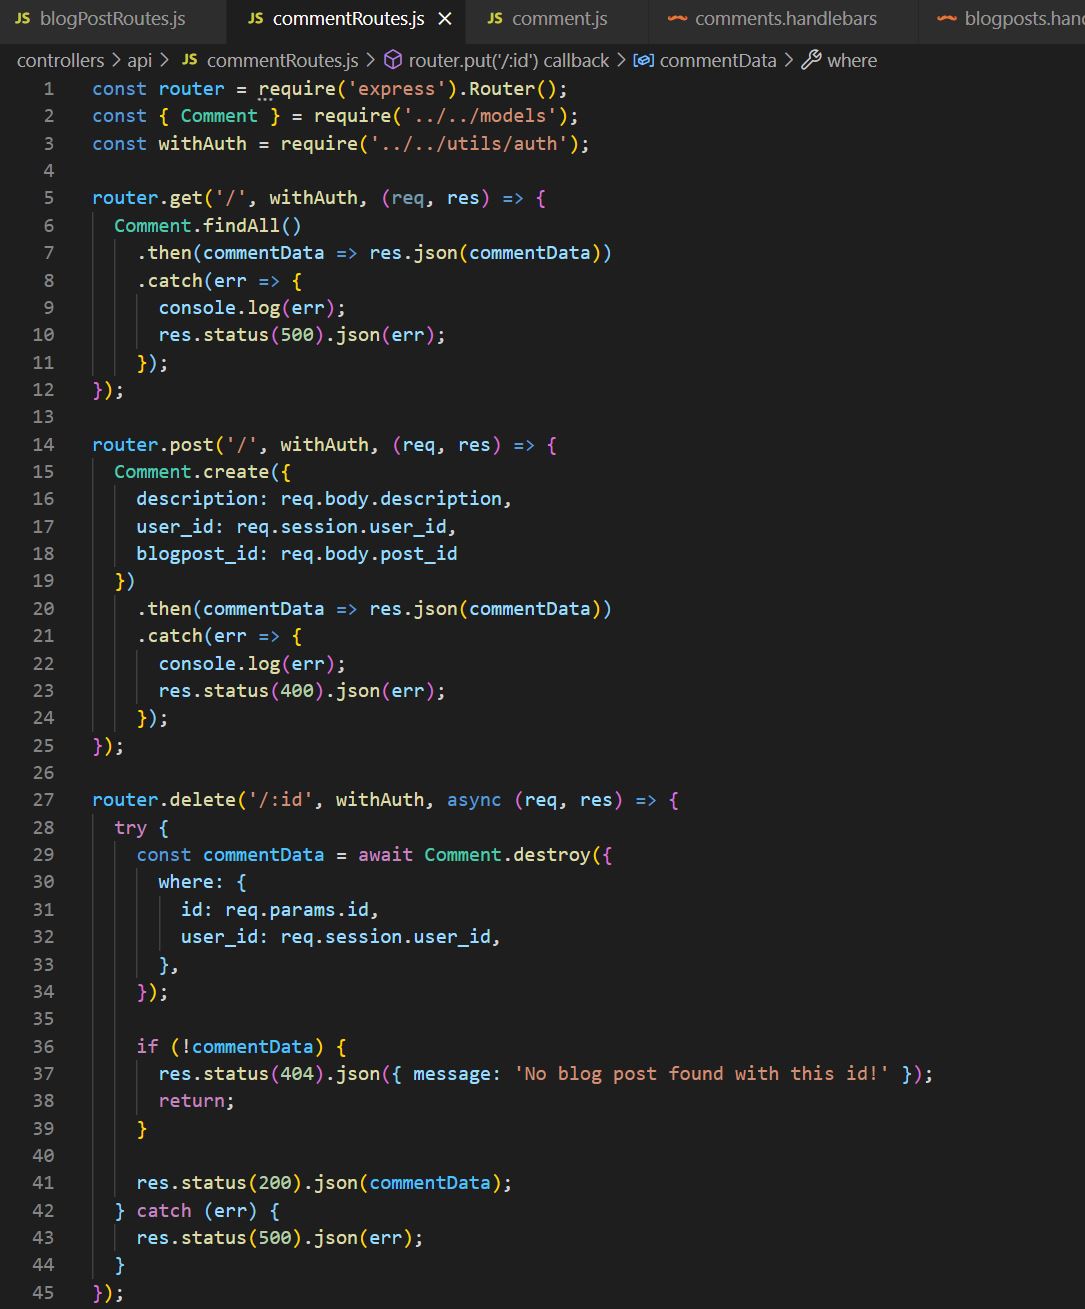 JS blogPostRoutes.js JS commentRoutes.js × JS comment.js comments.handlebars blogposts.hand
controllers > api > JS commentRoutes.js > router.put('/:id') callback > commentData > where
1 const router = require('express').Router();
2 const { Comment } = require('../../models');
3 const withAuth = require('../../utils/auth');
4
5 router.get('/', withAuth, (req, res) => {
6   Comment.findAll()
7     .then(commentData => res.json(commentData))
8     .catch(err => {
9       console.log(err);
10       res.status(500).json(err);
11     });
12 });
13
14 router.post('/', withAuth, (req, res) => {
15   Comment.create({
16     description: req.body.description,
17     user_id: req.session.user_id,
18     blogpost_id: req.body.post_id
19   })
20     .then(commentData => res.json(commentData))
21     .catch(err => {
22       console.log(err);
23       res.status(400).json(err);
24     });
25 });
26
27 router.delete('/:id', withAuth, async (req, res) => {
28   try {
29     const commentData = await Comment.destroy({
30       where: {
31         id: req.params.id,
32         user_id: req.session.user_id,
33       },
34     });
35
36     if (!commentData) {
37       res.status(404).json({ message: 'No blog post found with this id!' });
38       return;
39     }
40
41     res.status(200).json(commentData);
42   } catch (err) {
43     res.status(500).json(err);
44   }
45 });